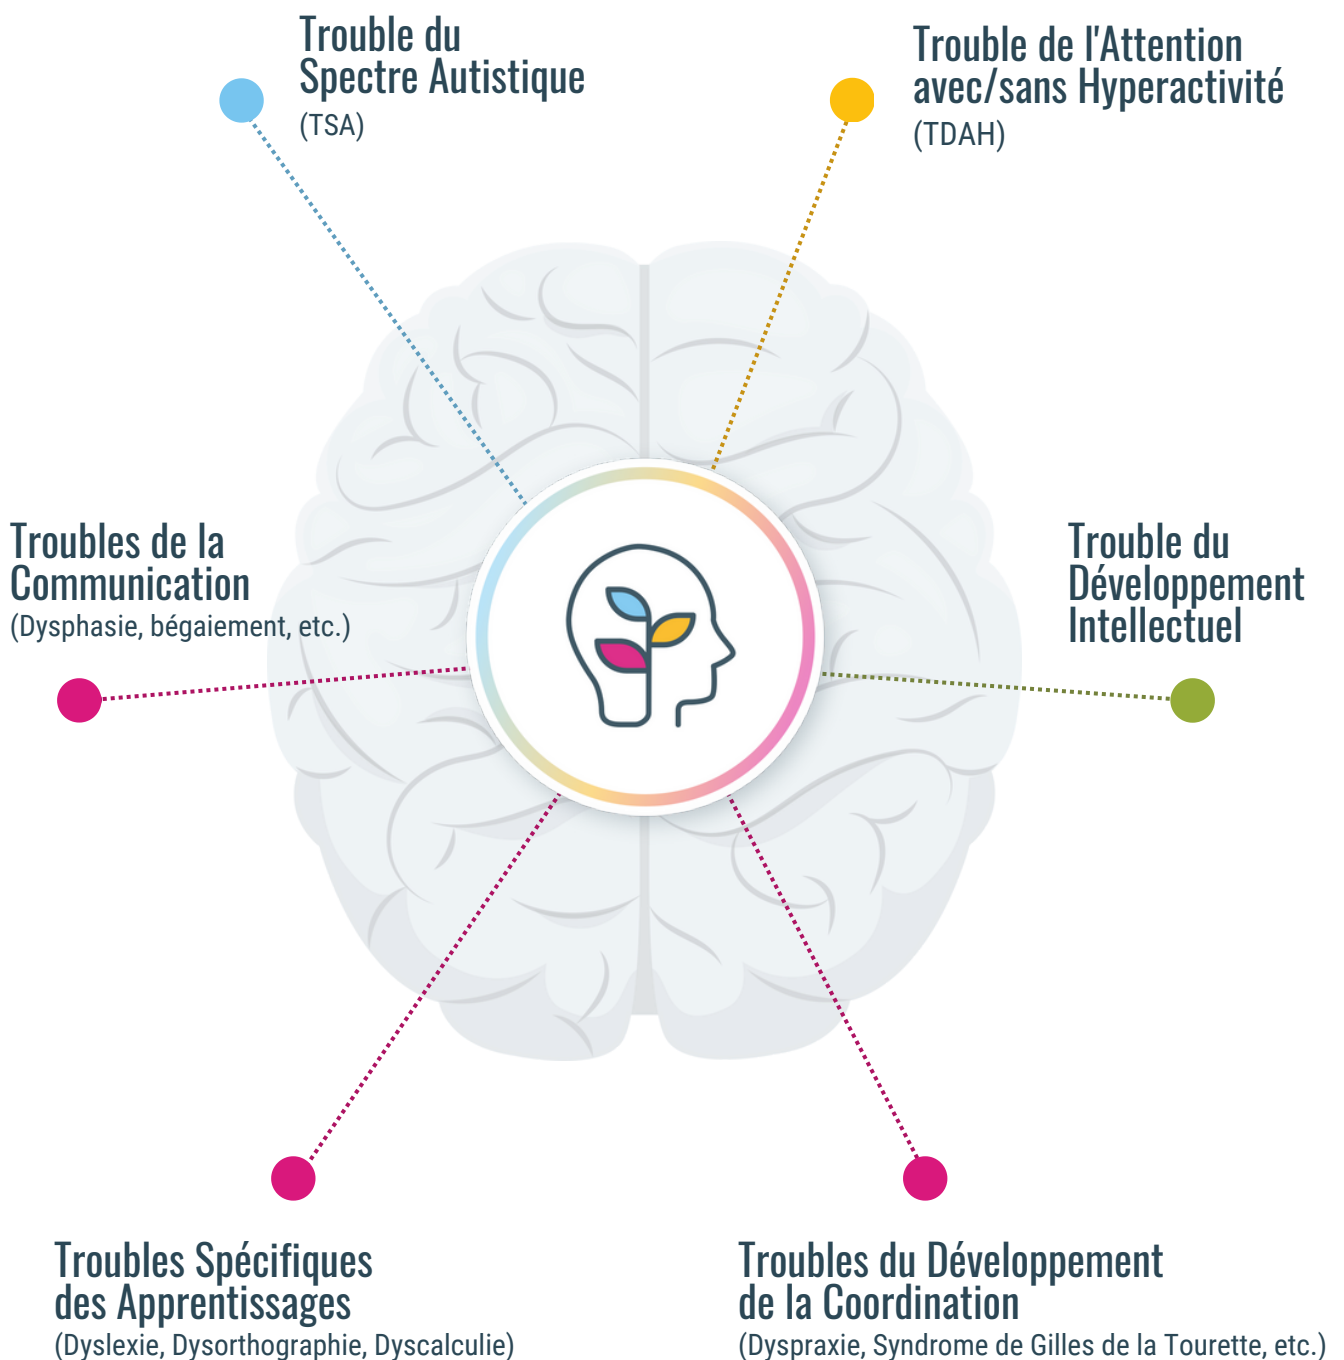 Trouble du
Spectre Autistique
(TSA)
Trouble de l'Attention
avec/sans Hyperactivité
(TDAH)
Troubles de la
Communication
(Dysphasie, bégaiement, etc.)
Trouble du
Développement
Intellectuel
Troubles Spécifiques
des Apprentissages
(Dyslexie, Dysorthographie, Dyscalculie)
Troubles du Développement
de la Coordination
(Dyspraxie, Syndrome de Gilles de la Tourette, etc.)